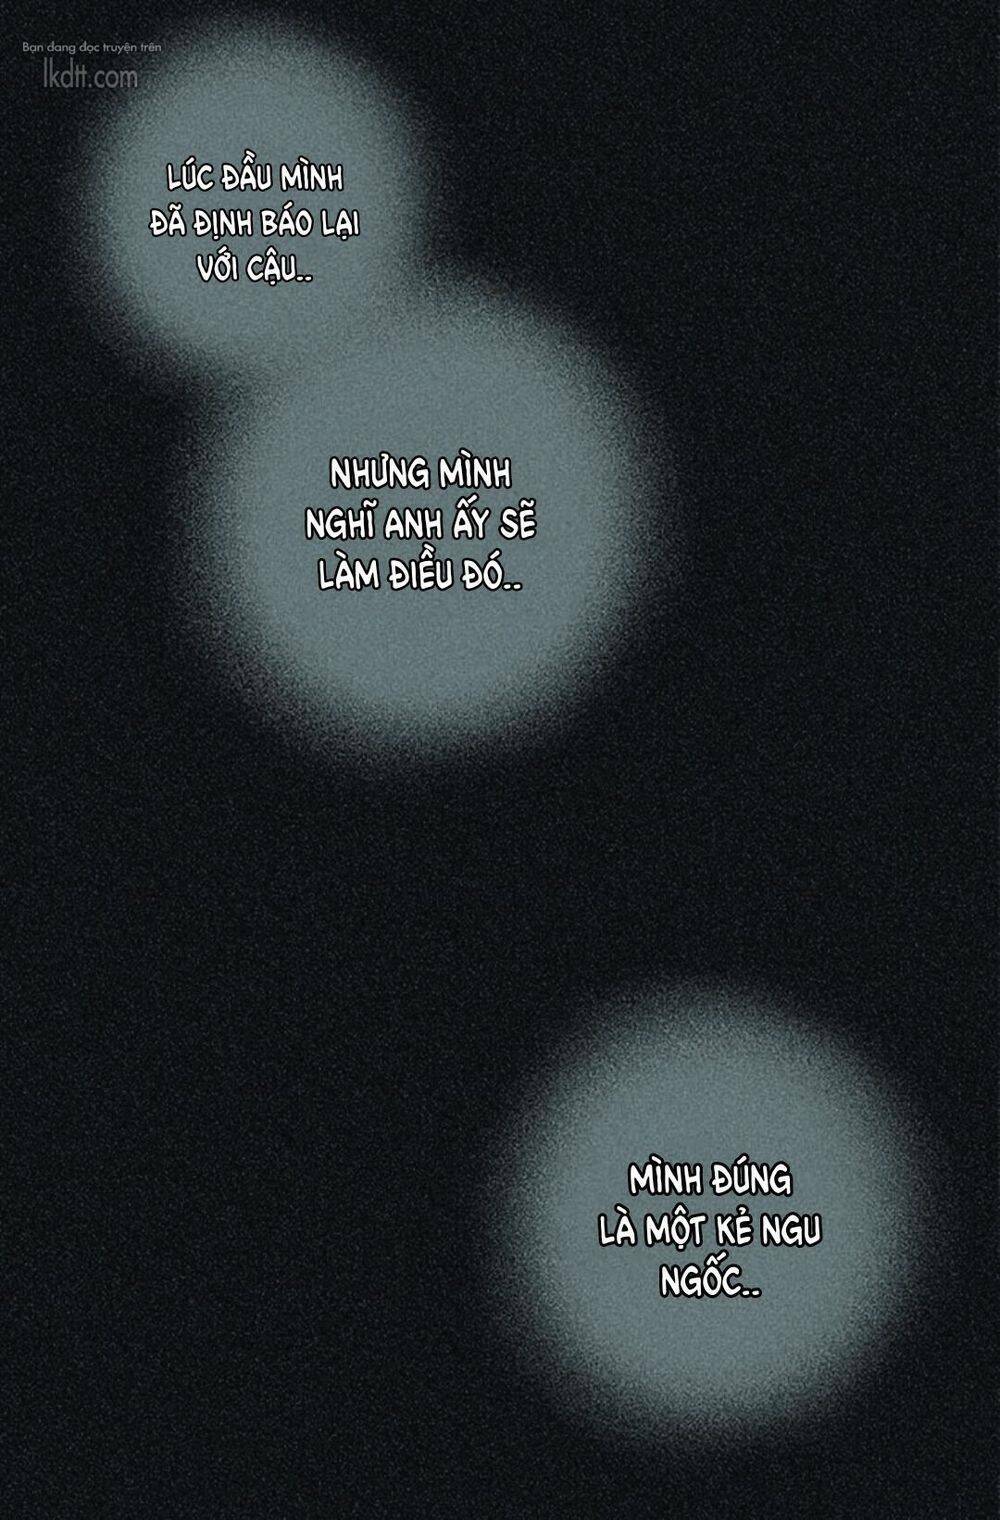 Bạn đang đọc truyện trên
lkdtt.com
LÚC ĐẦU MÌNH
ĐÃ ĐỊNH BÁO LẠI
VỚI CẬU..
NHƯNG MÌNH
NGHĨ ANH ẤY SẼ
LÀM ĐIỀU ĐÓ..
MÌNH ĐÚNG
LÀ MỘT KẺ NGU
NGỐC..